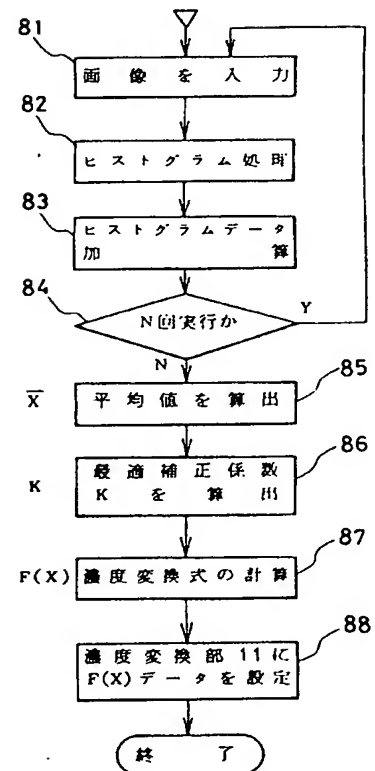 81
画像を入力
82
ヒストグラム処理
83
ヒストグラムデータ
加算
84
N回実行か
Y
N
85
X̄
平均値を算出
86
最適補正係数
K
Kを算出
87
F(X)
濃度変換式の計算
88
濃度変換部11に
F(X)データを設定
終了